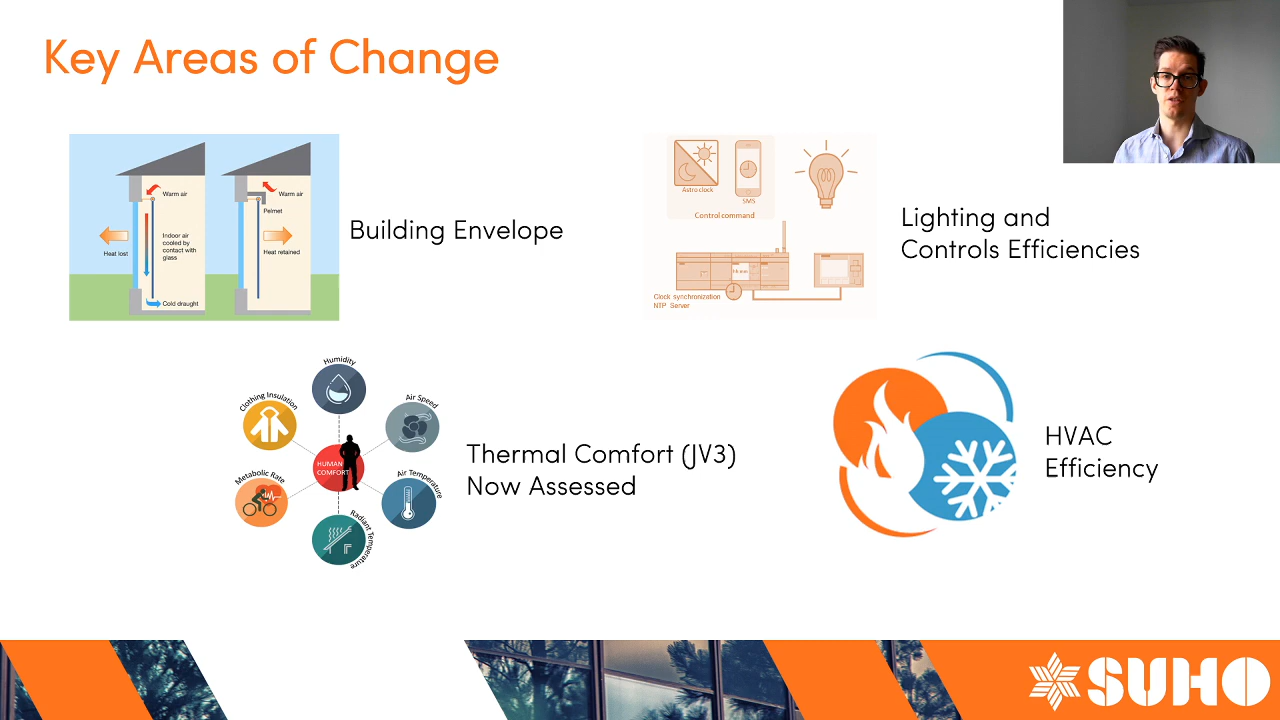 Key Areas of Change
Warm air
Indoor air
cooled by
contact with
glass
Heat lost
Cold draught
Warm air
Pelmet
Heat retained
Building Envelope
Astro clock
SMS
Control command
Clock synchronization
NTP Server
Lighting and
Controls Efficiencies
Humidity
Clothing Insulation
Air Speed
HUMAN
COMFORT
Metabolic Rate
Air Temperature
Radiant Temperature
Thermal Comfort (JV3)
Now Assessed
HVAC
Efficiency
SUHO